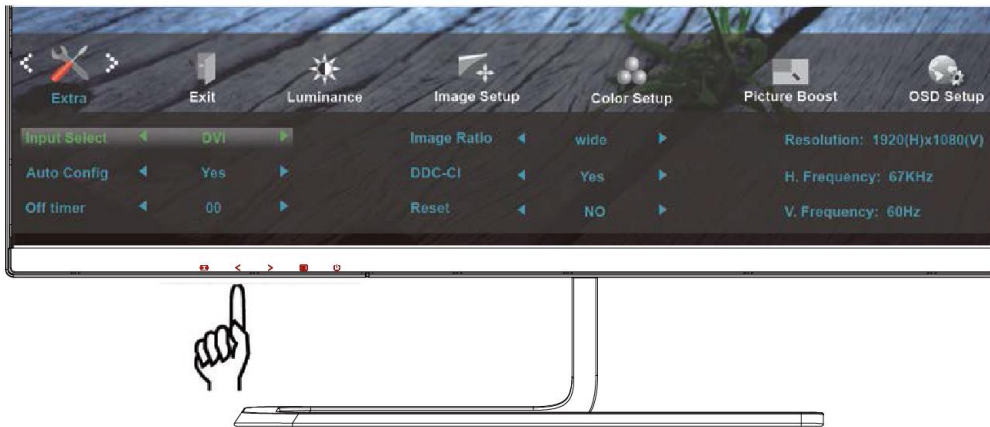 Extra Exit Luminance Image Setup Color Setup Picture Boost OSD Setup
Input Select DVI Image Ratio wide Resolution: 1920(H)x1080(V)
Auto Config Yes DDC-CI Yes H. Frequency: 67KHz
Off timer 00 Reset NO V. Frequency: 60Hz